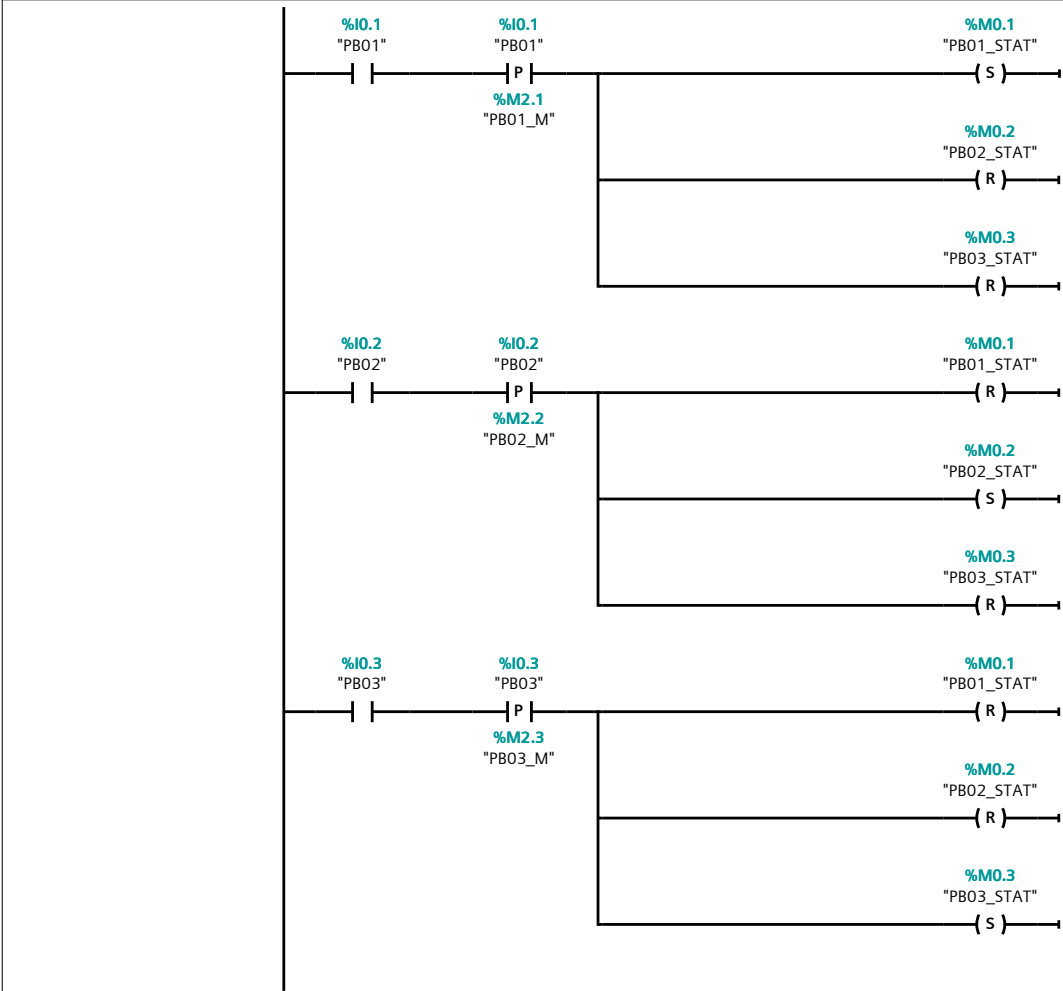 %I0.1 %I0.1 %M0.1
"PB01" "PB01" "PB01_STAT"
P S
%M2.1
"PB01_M"
%M0.2
"PB02_STAT"
R
%M0.3
"PB03_STAT"
R
%I0.2 %I0.2 %M0.1
"PB02" "PB02" "PB01_STAT"
P R
%M2.2
"PB02_M"
%M0.2
"PB02_STAT"
S
%M0.3
"PB03_STAT"
R
%I0.3 %I0.3 %M0.1
"PB03" "PB03" "PB01_STAT"
P R
%M2.3
"PB03_M"
%M0.2
"PB02_STAT"
R
%M0.3
"PB03_STAT"
S